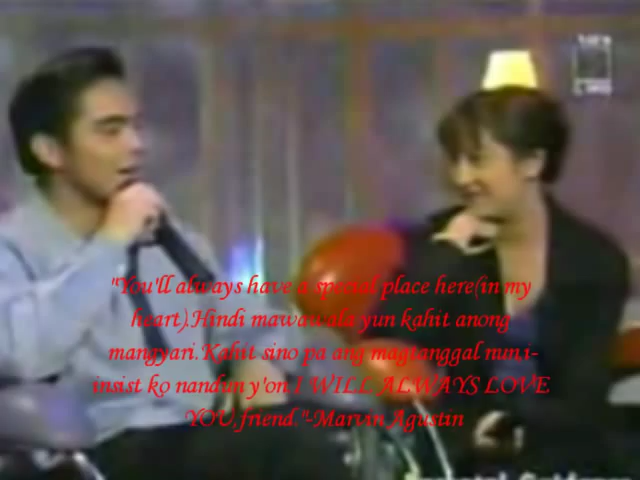 "You'll always have a special place here(in my
heart).Hindi mawawala yun kahit anong
mangyari.Kahit sino pa ang magtanggal nun.i-
insist ko nandun y'on.I WILL ALWAYS LOVE
YOU,friend."-Marvin Agustin